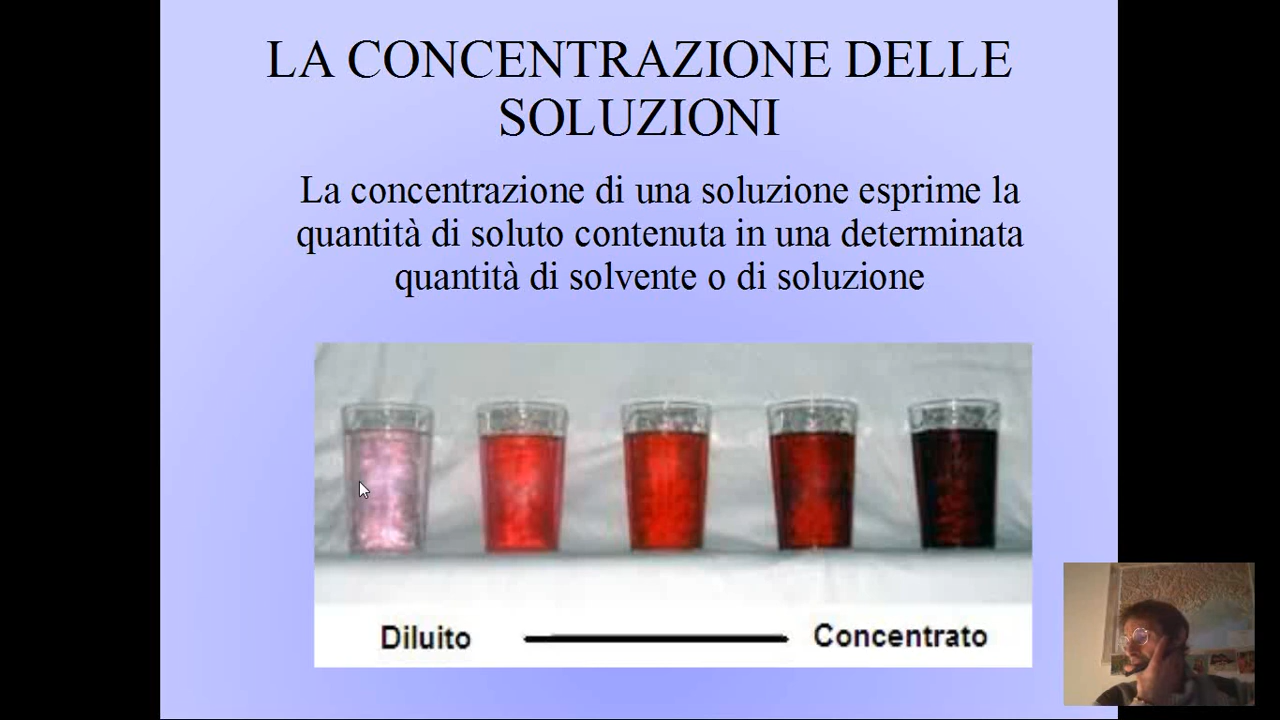 LA CONCENTRAZIONE DELLE
SOLUZIONI
La concentrazione di una soluzione esprime la
quantità di soluto contenuta in una determinata
quantità di solvente o di soluzione
Diluito
Concentrato